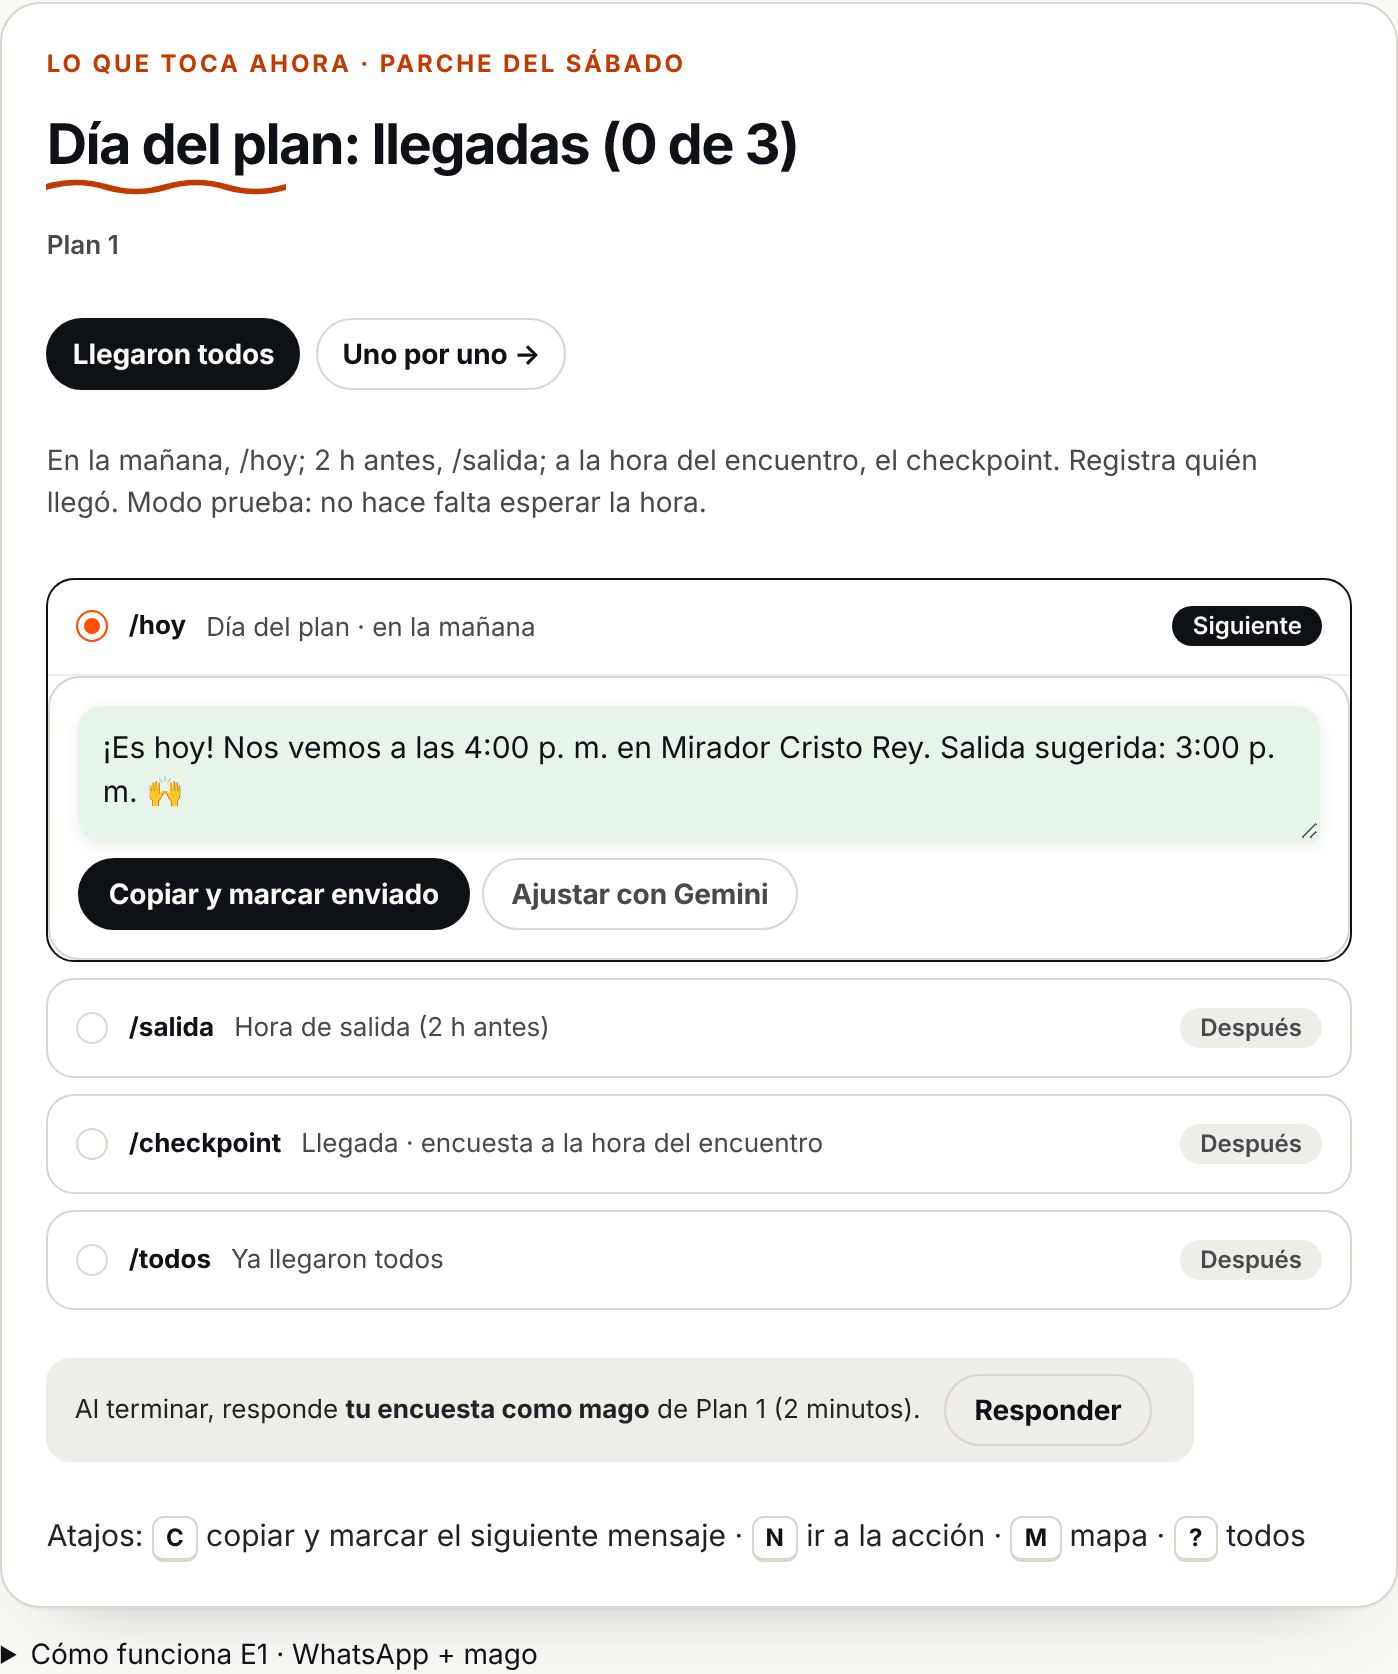 LO QUE TOCA AHORA · PARCHE DEL SÁBADO
Día del plan: llegadas (0 de 3)
Plan 1
Llegaron todos
Uno por uno →
En la mañana, /hoy; 2 h antes, /salida; a la hora del encuentro, el checkpoint. Registra quién
llegó. Modo prueba: no hace falta esperar la hora.
/hoy Día del plan · en la mañana Siguiente
¡Es hoy! Nos vemos a las 4:00 p. m. en Mirador Cristo Rey. Salida sugerida: 3:00 p.
m. 🙌
Copiar y marcar enviado
Ajustar con Gemini
/salida Hora de salida (2 h antes) Después
/checkpoint Llegada · encuesta a la hora del encuentro Después
/todos Ya llegaron todos Después
Al terminar, responde tu encuesta como mago de Plan 1 (2 minutos). Responder
Atajos: C copiar y marcar el siguiente mensaje · N ir a la acción · M mapa · ? todos
Cómo funciona E1 · WhatsApp + mago